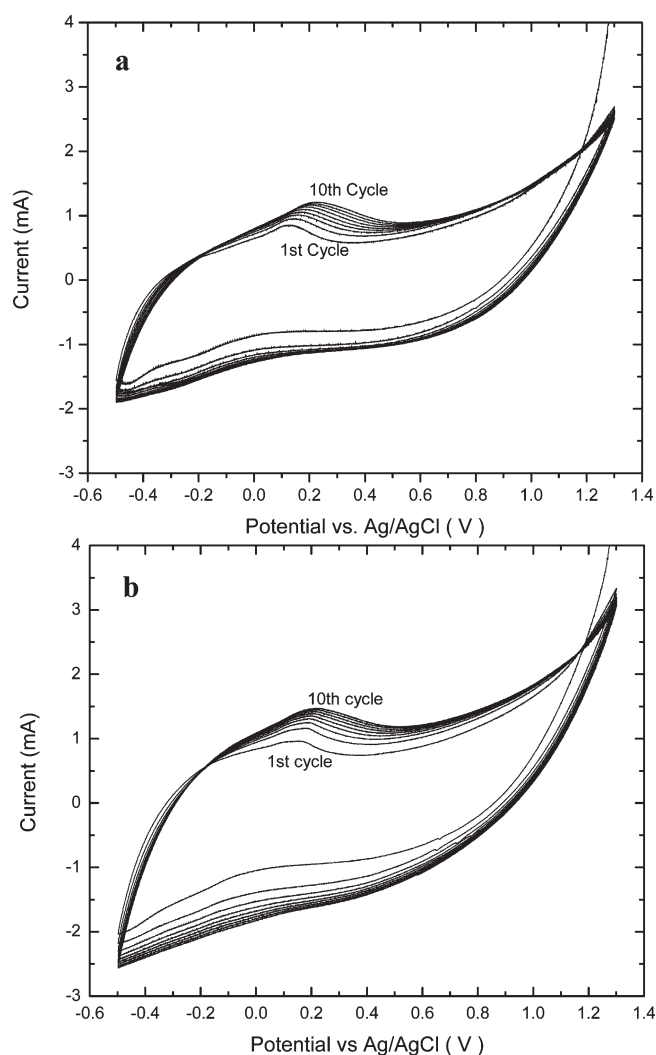 a
4
3
2
1
0
-1
-2
-3
Current (mA)
10th Cycle
1st Cycle
-0.6 -0.4 -0.2 0.0 0.2 0.4 0.6 0.8 1.0 1.2 1.4
Potential vs. Ag/AgCl ( V )
b
4
3
2
1
0
-1
-2
-3
Current (mA)
10th cycle
1st cycle
-0.6 -0.4 -0.2 0.0 0.2 0.4 0.6 0.8 1.0 1.2 1.4
Potential vs Ag/AgCl ( V )